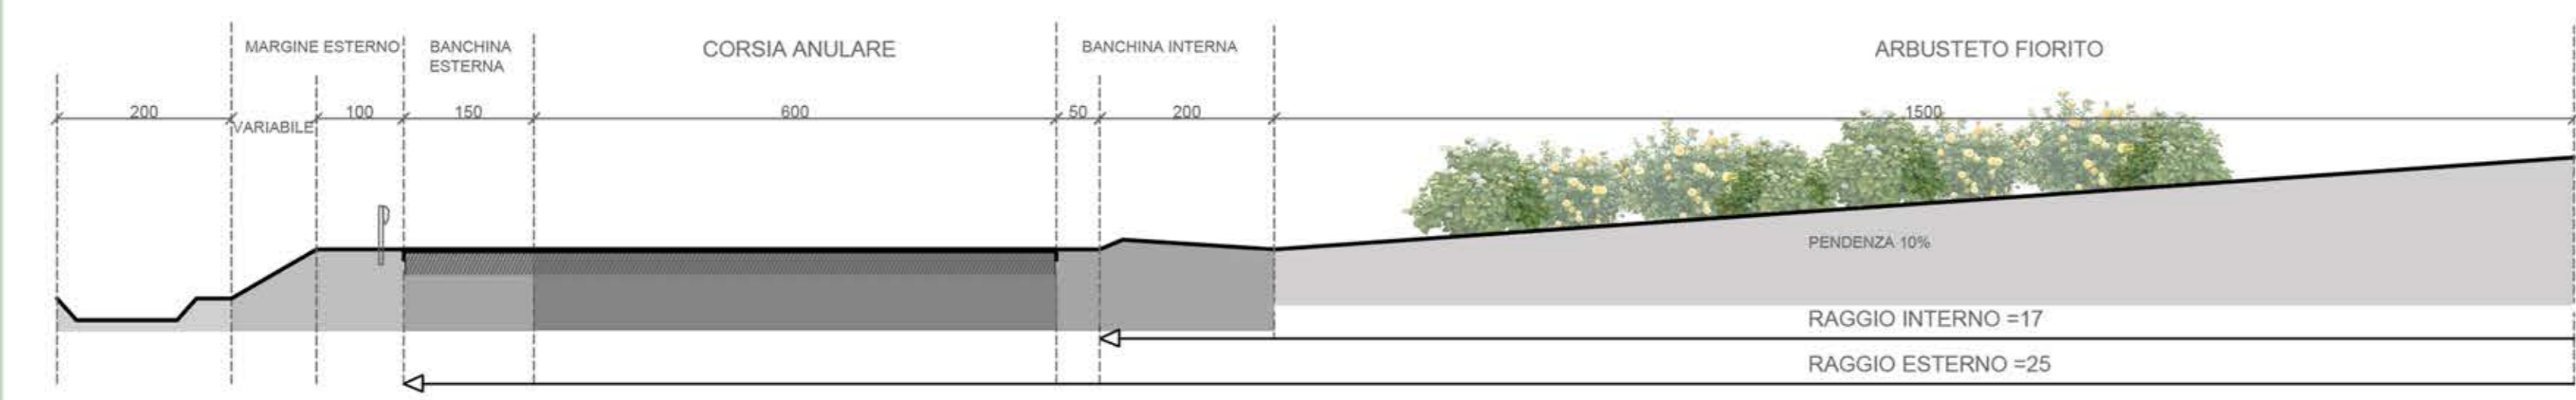 MARGINE ESTERNO
BANCHINA
ESTERNA
CORSIA ANULARE
BANCHINA INTERNA
ARBUSTETO FIORITO
200
VARIABILE
100
150
600
50
200
1500
PENDENZA 10%
RAGGIO INTERNO =17
RAGGIO ESTERNO =25